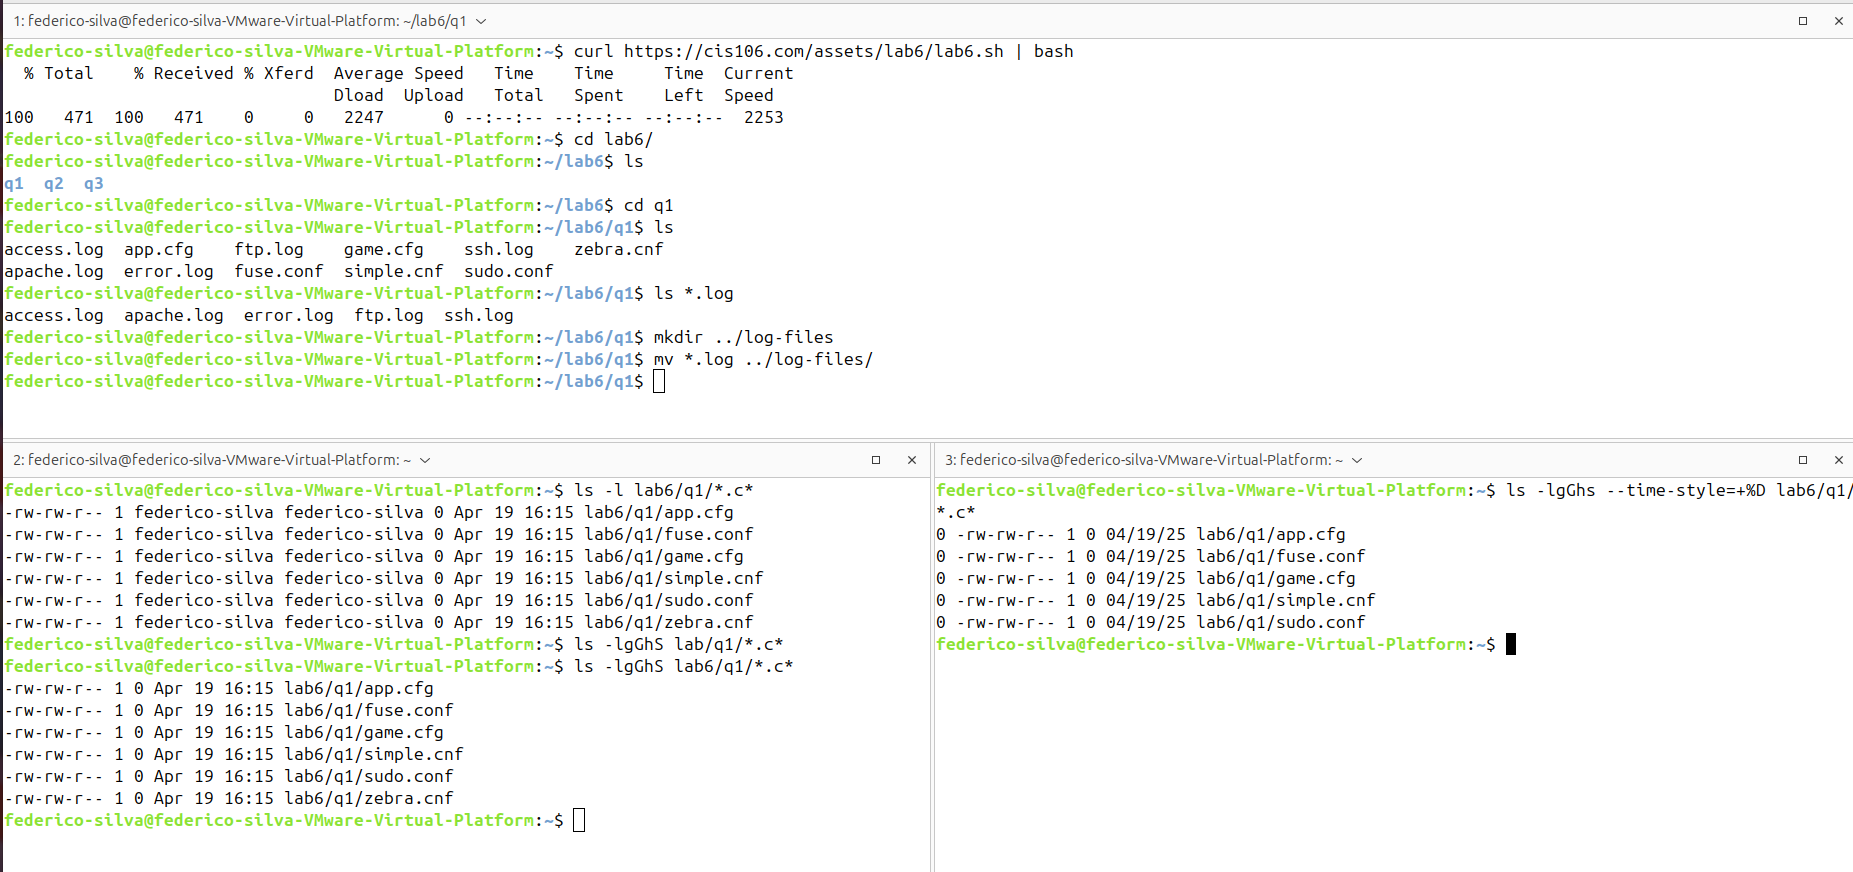 1: federico-silva@federico-silva-VMware-Virtual-Platform: ~/lab6/q1
federico-silva@federico-silva-VMware-Virtual-Platform:~$ curl https://cis106.com/assets/lab6/lab6.sh | bash
  % Total    % Received % Xferd  Average Speed   Time    Time     Time  Current
                                 Dload  Upload   Total   Spent    Left  Speed
100   471  100   471    0     0   2247      0 --:--:-- --:--:-- --:--:--  2253
federico-silva@federico-silva-VMware-Virtual-Platform:~$ cd lab6/
federico-silva@federico-silva-VMware-Virtual-Platform:~/lab6$ ls
q1  q2  q3
federico-silva@federico-silva-VMware-Virtual-Platform:~/lab6$ cd q1
federico-silva@federico-silva-VMware-Virtual-Platform:~/lab6/q1$ ls
access.log  app.cfg    ftp.log    game.cfg    ssh.log    zebra.cnf
apache.log  error.log  fuse.conf  simple.cnf  sudo.conf
federico-silva@federico-silva-VMware-Virtual-Platform:~/lab6/q1$ ls *.log
access.log  apache.log  error.log  ftp.log  ssh.log
federico-silva@federico-silva-VMware-Virtual-Platform:~/lab6/q1$ mkdir ../log-files
federico-silva@federico-silva-VMware-Virtual-Platform:~/lab6/q1$ mv *.log ../log-files/
federico-silva@federico-silva-VMware-Virtual-Platform:~/lab6/q1$
2: federico-silva@federico-silva-VMware-Virtual-Platform: ~
federico-silva@federico-silva-VMware-Virtual-Platform:~$ ls -l lab6/q1/*.c*
-rw-rw-r-- 1 federico-silva federico-silva 0 Apr 19 16:15 lab6/q1/app.cfg
-rw-rw-r-- 1 federico-silva federico-silva 0 Apr 19 16:15 lab6/q1/fuse.conf
-rw-rw-r-- 1 federico-silva federico-silva 0 Apr 19 16:15 lab6/q1/game.cfg
-rw-rw-r-- 1 federico-silva federico-silva 0 Apr 19 16:15 lab6/q1/simple.cnf
-rw-rw-r-- 1 federico-silva federico-silva 0 Apr 19 16:15 lab6/q1/sudo.conf
-rw-rw-r-- 1 federico-silva federico-silva 0 Apr 19 16:15 lab6/q1/zebra.cnf
federico-silva@federico-silva-VMware-Virtual-Platform:~$ ls -lgGhS lab/q1/*.c*
federico-silva@federico-silva-VMware-Virtual-Platform:~$ ls -lgGhS lab6/q1/*.c*
-rw-rw-r-- 1 0 Apr 19 16:15 lab6/q1/app.cfg
-rw-rw-r-- 1 0 Apr 19 16:15 lab6/q1/fuse.conf
-rw-rw-r-- 1 0 Apr 19 16:15 lab6/q1/game.cfg
-rw-rw-r-- 1 0 Apr 19 16:15 lab6/q1/simple.cnf
-rw-rw-r-- 1 0 Apr 19 16:15 lab6/q1/sudo.conf
-rw-rw-r-- 1 0 Apr 19 16:15 lab6/q1/zebra.cnf
federico-silva@federico-silva-VMware-Virtual-Platform:~$
3: federico-silva@federico-silva-VMware-Virtual-Platform: ~
federico-silva@federico-silva-VMware-Virtual-Platform:~$ ls -lgGhs --time-style=+%D lab6/q1/
*.c*
0 -rw-rw-r-- 1 0 04/19/25 lab6/q1/app.cfg
0 -rw-rw-r-- 1 0 04/19/25 lab6/q1/fuse.conf
0 -rw-rw-r-- 1 0 04/19/25 lab6/q1/game.cfg
0 -rw-rw-r-- 1 0 04/19/25 lab6/q1/simple.cnf
0 -rw-rw-r-- 1 0 04/19/25 lab6/q1/sudo.conf
federico-silva@federico-silva-VMware-Virtual-Platform:~$